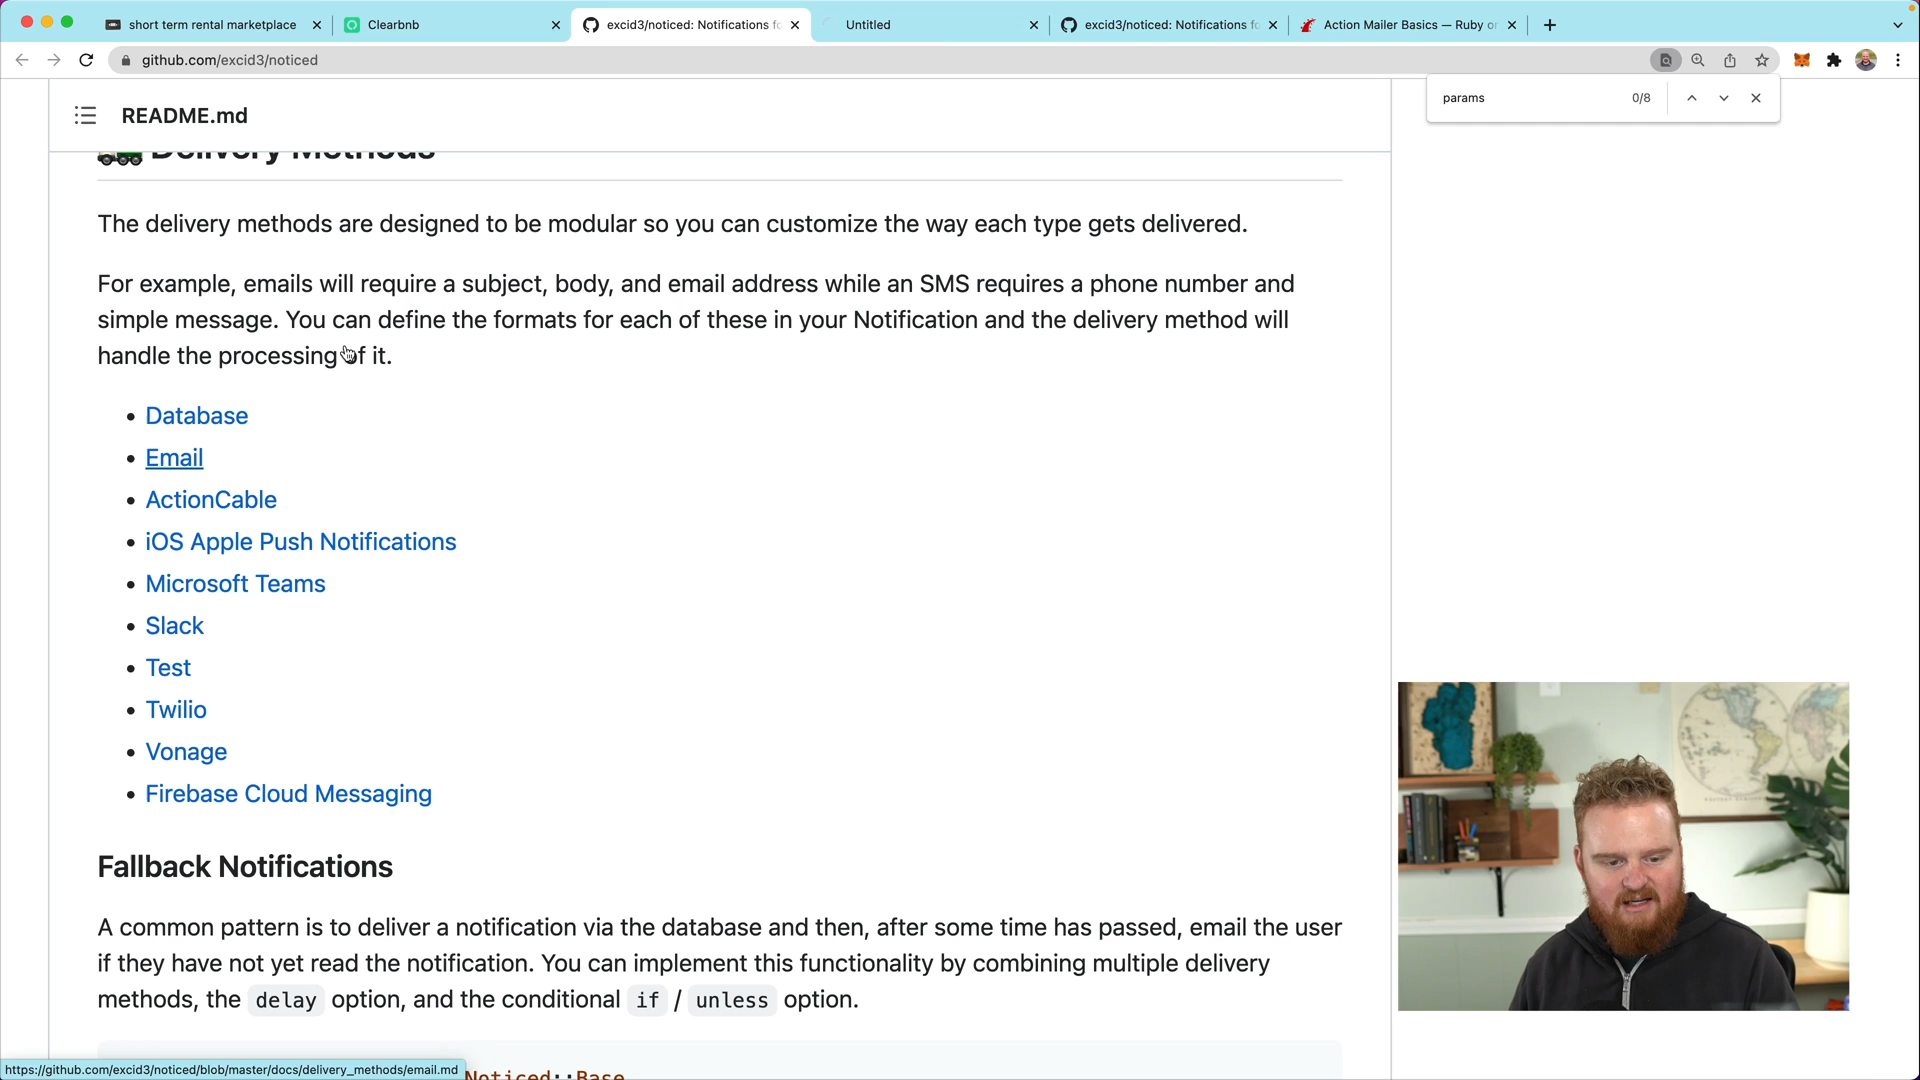 short term rental marketplace
Clearbnb
excid3/noticed: Notifications fo
Untitled
excid3/noticed: Notifications fo
Action Mailer Basics — Ruby or
github.com/excid3/noticed
params
0/8
README.md
Delivery Methods
The delivery methods are designed to be modular so you can customize the way each type gets delivered.
For example, emails will require a subject, body, and email address while an SMS requires a phone number and
simple message. You can define the formats for each of these in your Notification and the delivery method will
handle the processing of it.
• Database
• Email
• ActionCable
• iOS Apple Push Notifications
• Microsoft Teams
• Slack
• Test
• Twilio
• Vonage
• Firebase Cloud Messaging
Fallback Notifications
A common pattern is to deliver a notification via the database and then, after some time has passed, email the user
if they have not yet read the notification. You can implement this functionality by combining multiple delivery
methods, the delay option, and the conditional if / unless option.
Noticed::Base
https://github.com/excid3/noticed/blob/master/docs/delivery_methods/email.md